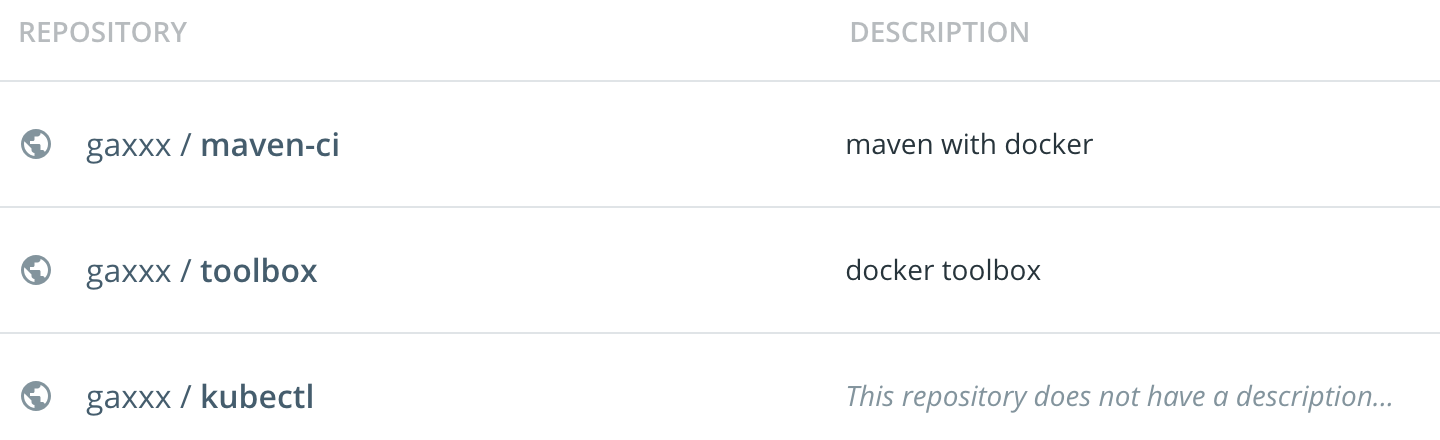 REPOSITORY DESCRIPTION
gaxxx / maven-ci maven with docker
gaxxx / toolbox docker toolbox
gaxxx / kubectl This repository does not have a description...